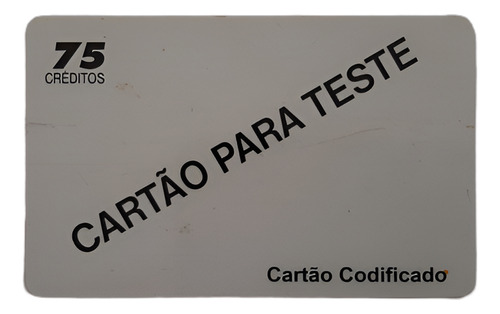 75
CRÉDITOS
CARTÃO PARA TESTE
Cartão Codificado